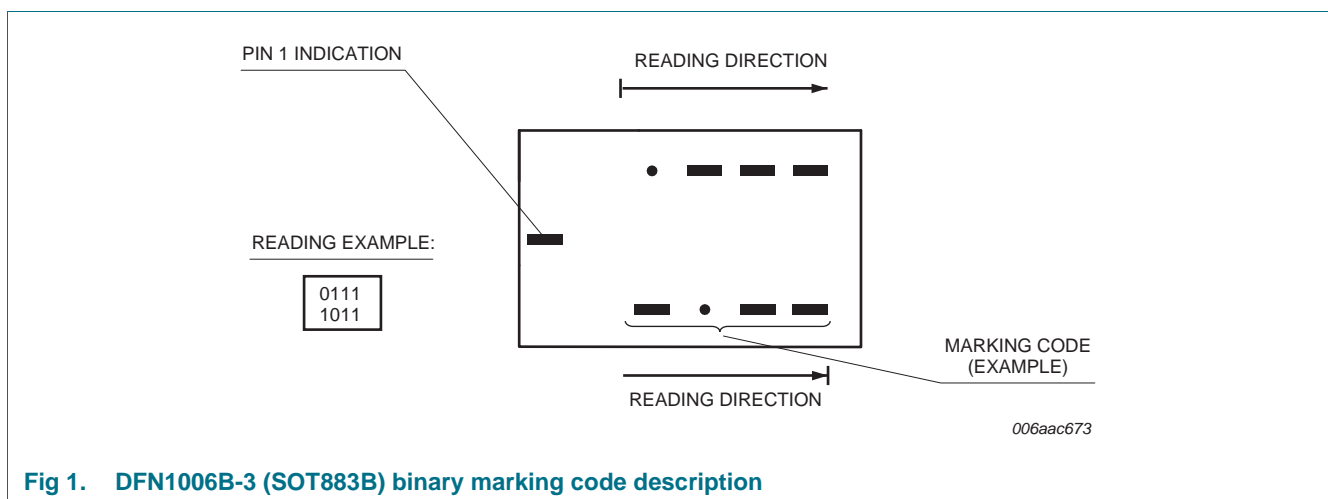 PIN 1 INDICATION
READING DIRECTION
READING EXAMPLE:
0111
1011
MARKING CODE
(EXAMPLE)
READING DIRECTION
006aac673
Fig 1. DFN1006B-3 (SOT883B) binary marking code description